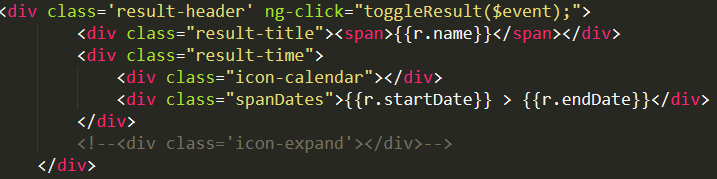 <div class='result-header' ng-click="toggleResult($event);">
<div class="result-title"><span>{{r.name}}</span></div>
<div class="result-time">
<div class="icon-calendar"></div>
<div class="spanDates">{{r.startDate}} > {{r.endDate}}</div>
</div>
<!--<div class='icon-expand'></div>-->
</div>